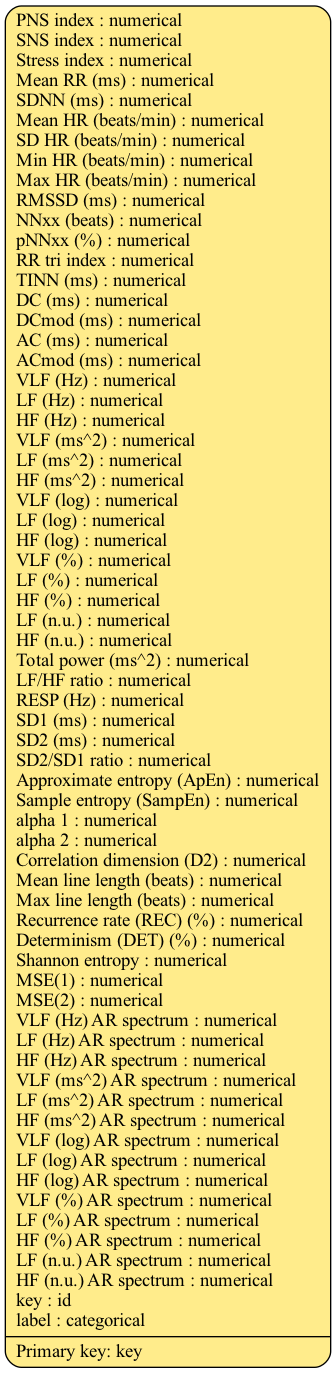 PNS index : numerical
SNS index : numerical
Stress index : numerical
Mean RR (ms) : numerical
SDNN (ms) : numerical
Mean HR (beats/min) : numerical
SD HR (beats/min) : numerical
Min HR (beats/min) : numerical
Max HR (beats/min) : numerical
RMSSD (ms) : numerical
NNxx (beats) : numerical
pNNxx (%) : numerical
RR tri index : numerical
TINN (ms) : numerical
DC (ms) : numerical
DCmod (ms) : numerical
AC (ms) : numerical
ACmod (ms) : numerical
VLF (Hz) : numerical
LF (Hz) : numerical
HF (Hz) : numerical
VLF (ms^2) : numerical
LF (ms^2) : numerical
HF (ms^2) : numerical
VLF (log) : numerical
LF (log) : numerical
HF (log) : numerical
VLF (%) : numerical
LF (%) : numerical
HF (%) : numerical
LF (n.u.) : numerical
HF (n.u.) : numerical
Total power (ms^2) : numerical
LF/HF ratio : numerical
RESP (Hz) : numerical
SD1 (ms) : numerical
SD2 (ms) : numerical
SD2/SD1 ratio : numerical
Approximate entropy (ApEn) : numerical
Sample entropy (SampEn) : numerical
alpha 1 : numerical
alpha 2 : numerical
Correlation dimension (D2) : numerical
Mean line length (beats) : numerical
Max line length (beats) : numerical
Recurrence rate (REC) (%) : numerical
Determinism (DET) (%) : numerical
Shannon entropy : numerical
MSE(1) : numerical
MSE(2) : numerical
VLF (Hz) AR spectrum : numerical
LF (Hz) AR spectrum : numerical
HF (Hz) AR spectrum : numerical
VLF (ms^2) AR spectrum : numerical
LF (ms^2) AR spectrum : numerical
HF (ms^2) AR spectrum : numerical
VLF (log) AR spectrum : numerical
LF (log) AR spectrum : numerical
HF (log) AR spectrum : numerical
VLF (%) AR spectrum : numerical
LF (%) AR spectrum : numerical
HF (%) AR spectrum : numerical
LF (n.u.) AR spectrum : numerical
HF (n.u.) AR spectrum : numerical
key : id
label : categorical
Primary key: key